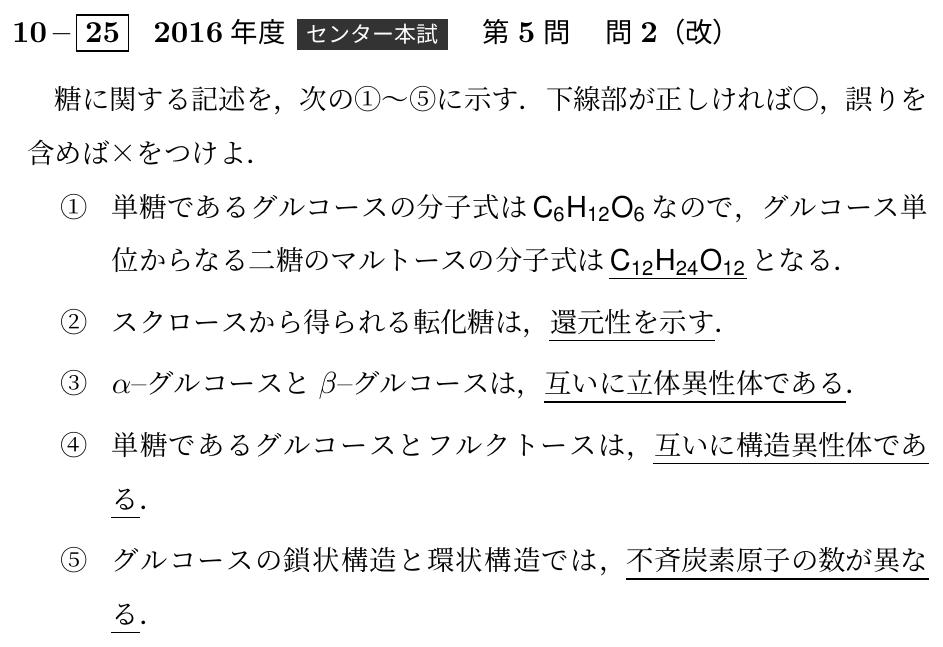 10–25 2016年度 センター本試 第5問 問2（改）
糖に関する記述を，次の①〜⑤に示す．下線部が正しければ○，誤りを
含めば×をつけよ．
① 単糖であるグルコースの分子式はC₆H₁₂O₆なので，グルコース単
位からなる二糖のマルトースの分子式はC₁₂H₂₄O₁₂となる．
② スクロースから得られる転化糖は，還元性を示す．
③ α–グルコースとβ–グルコースは，互いに立体異性体である．
④ 単糖であるグルコースとフルクトースは，互いに構造異性体であ
る．
⑤ グルコースの鎖状構造と環状構造では，不斉炭素原子の数が異な
る．